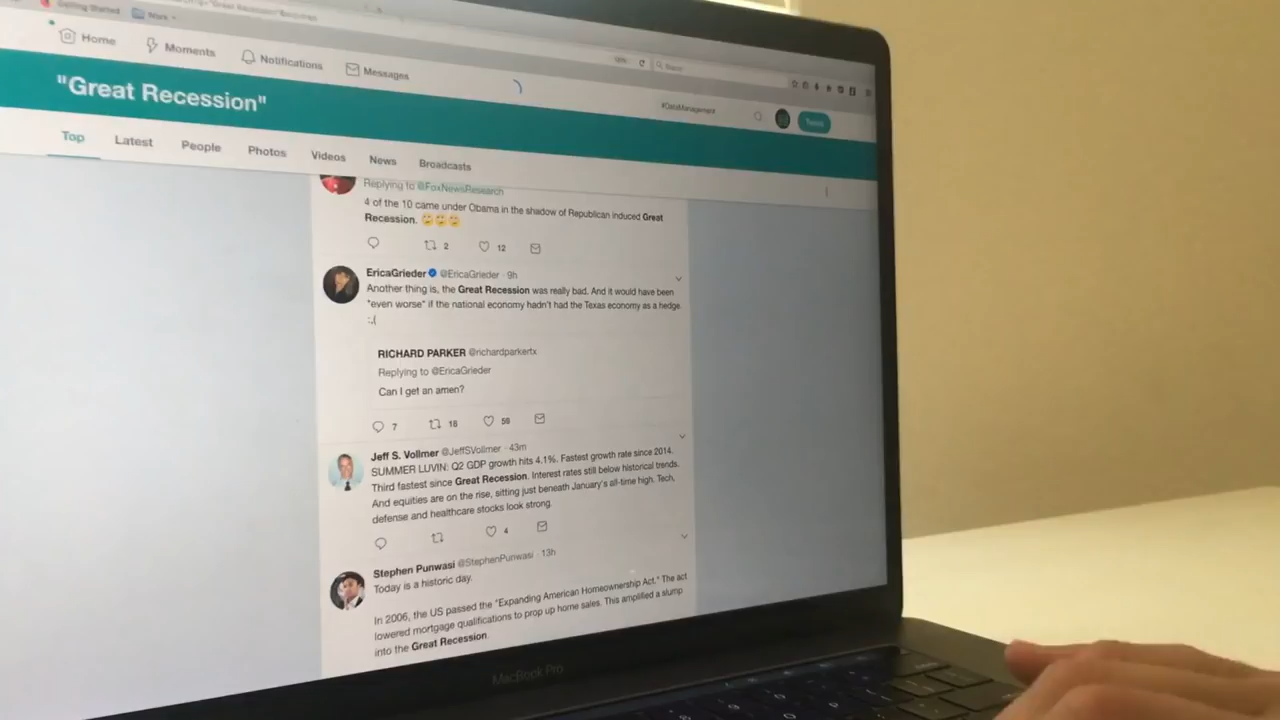 "Great Recession"
Getting Started
Home
Moments
Notifications
Messages
Search
"Great Recession"
#DataManagement
Tweet
Top
Latest
People
Photos
Videos
News
Broadcasts
Replying to @FoxNewsResearch
4 of the 10 came under Obama in the shadow of Republican induced Great
Recession. 🙄🙄🙄
2
12
EricaGrieder @EricaGrieder · 9h
Another thing is, the Great Recession was really bad. And it would have been
"even worse" if the national economy hadn't had the Texas economy as a hedge.
:,(
RICHARD PARKER @richardparkertx
Replying to @EricaGrieder
Can I get an amen?
7
18
58
Jeff S. Vollmer @JeffSVollmer · 43m
SUMMER LUVIN: Q2 GDP growth hits 4.1%. Fastest growth rate since 2014.
Third fastest since Great Recession. Interest rates still below historical trends.
And equities are on the rise, sitting just beneath January's all-time high. Tech,
defense and healthcare stocks look strong.
4
Stephen Punwasi @StephenPunwasi · 13h
Today is a historic day.
In 2006, the US passed the "Expanding American Homeownership Act." The act
lowered mortgage qualifications to prop up home sales. This amplified a slump
into the Great Recession.
MacBook Pro